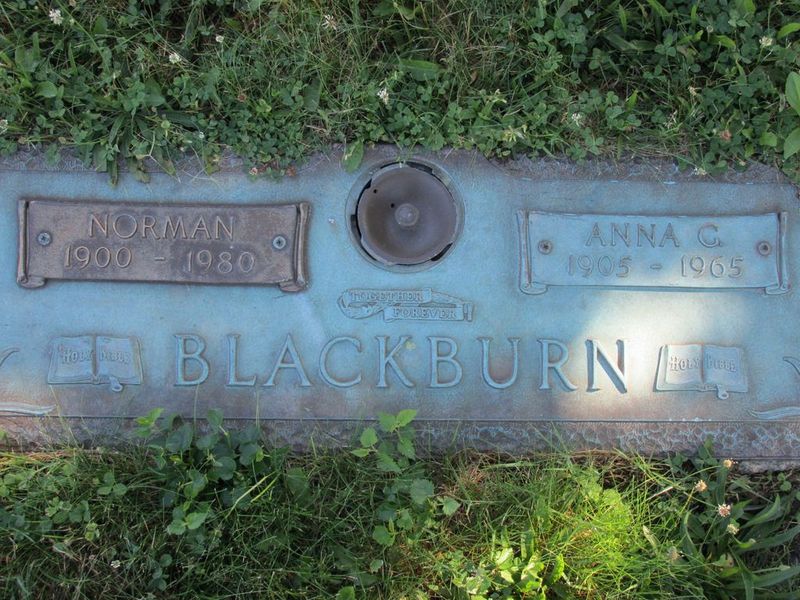 NORMAN
1900 - 1980
ANNA G.
1905 - 1965
TOGETHER
FOREVER
HOLY BIBLE
BLACKBURN
HOLY BIBLE